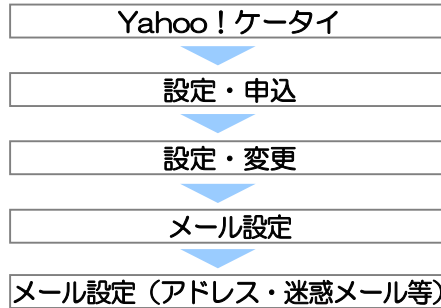 Yahoo！ケータイ
設定・申込
設定・変更
メール設定
メール設定（アドレス・迷惑メール等）